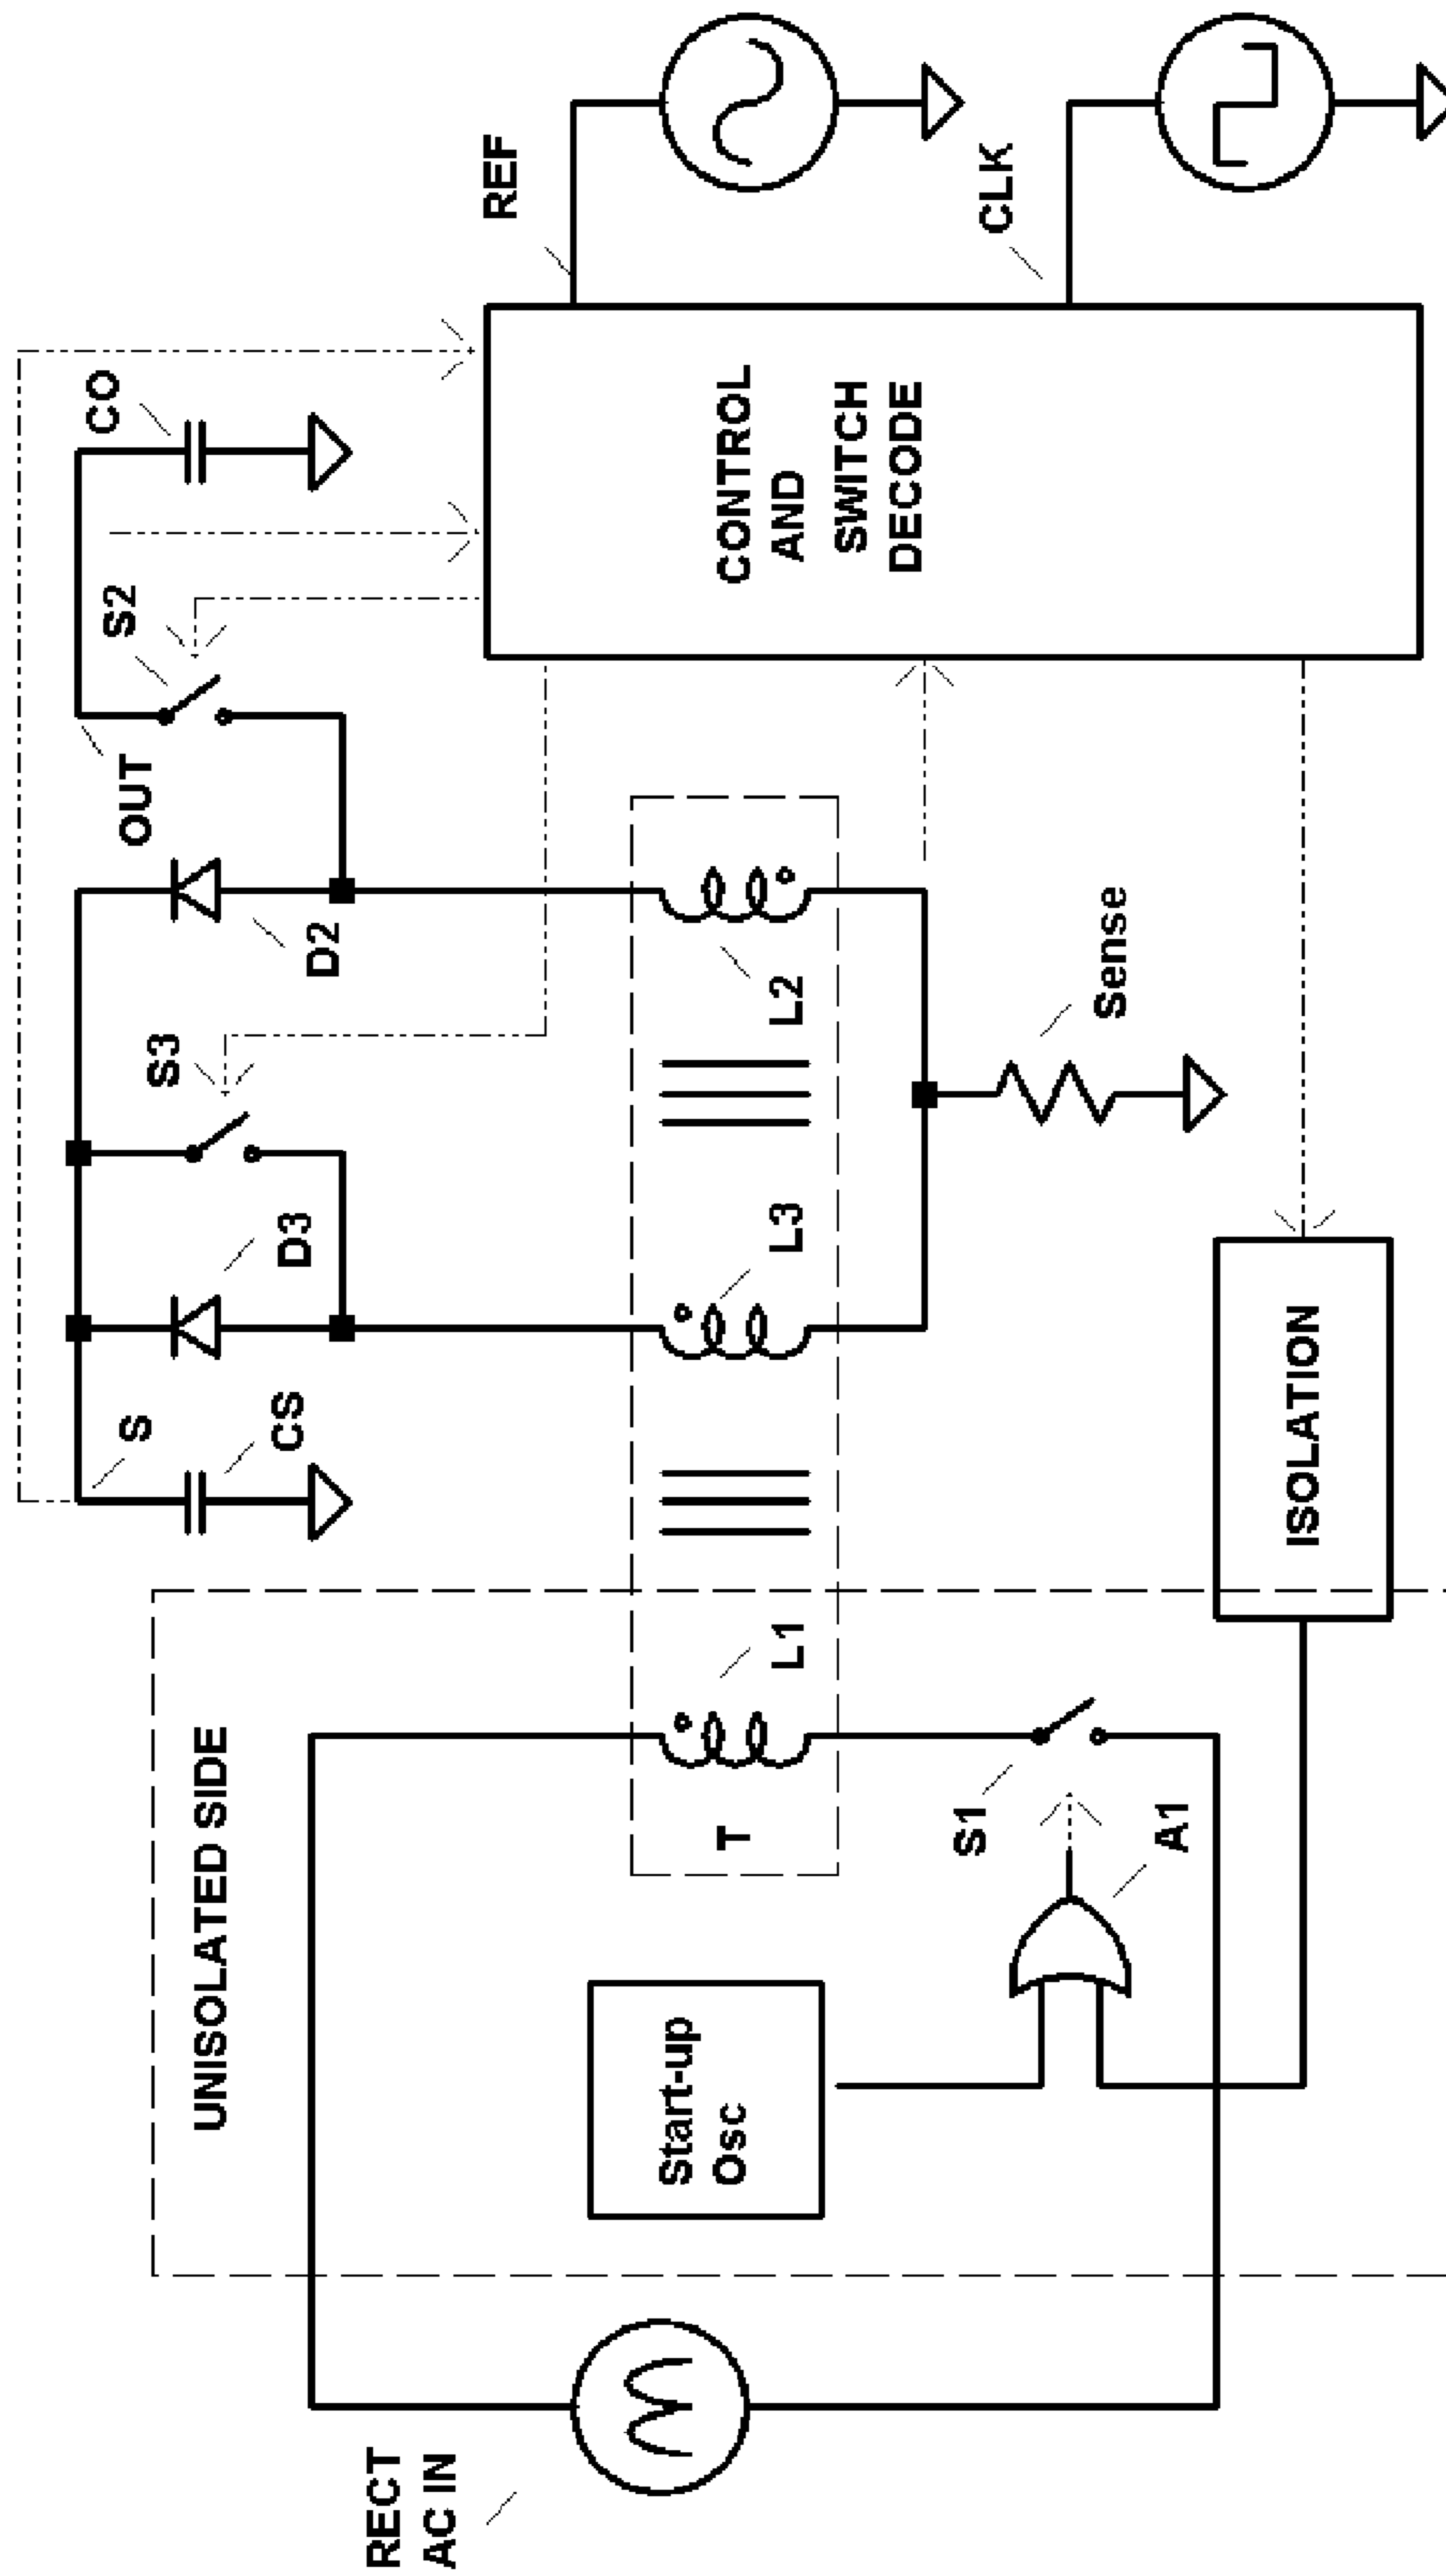 RECT
AC IN
UNISOLATED SIDE
Start-up
Osc
T
L1
S1
A1
ISOLATION
S
CS
D3
S3
L3
L2
D2
Sense
OUT
S2
CO
CONTROL
AND
SWITCH
DECODE
REF
CLK